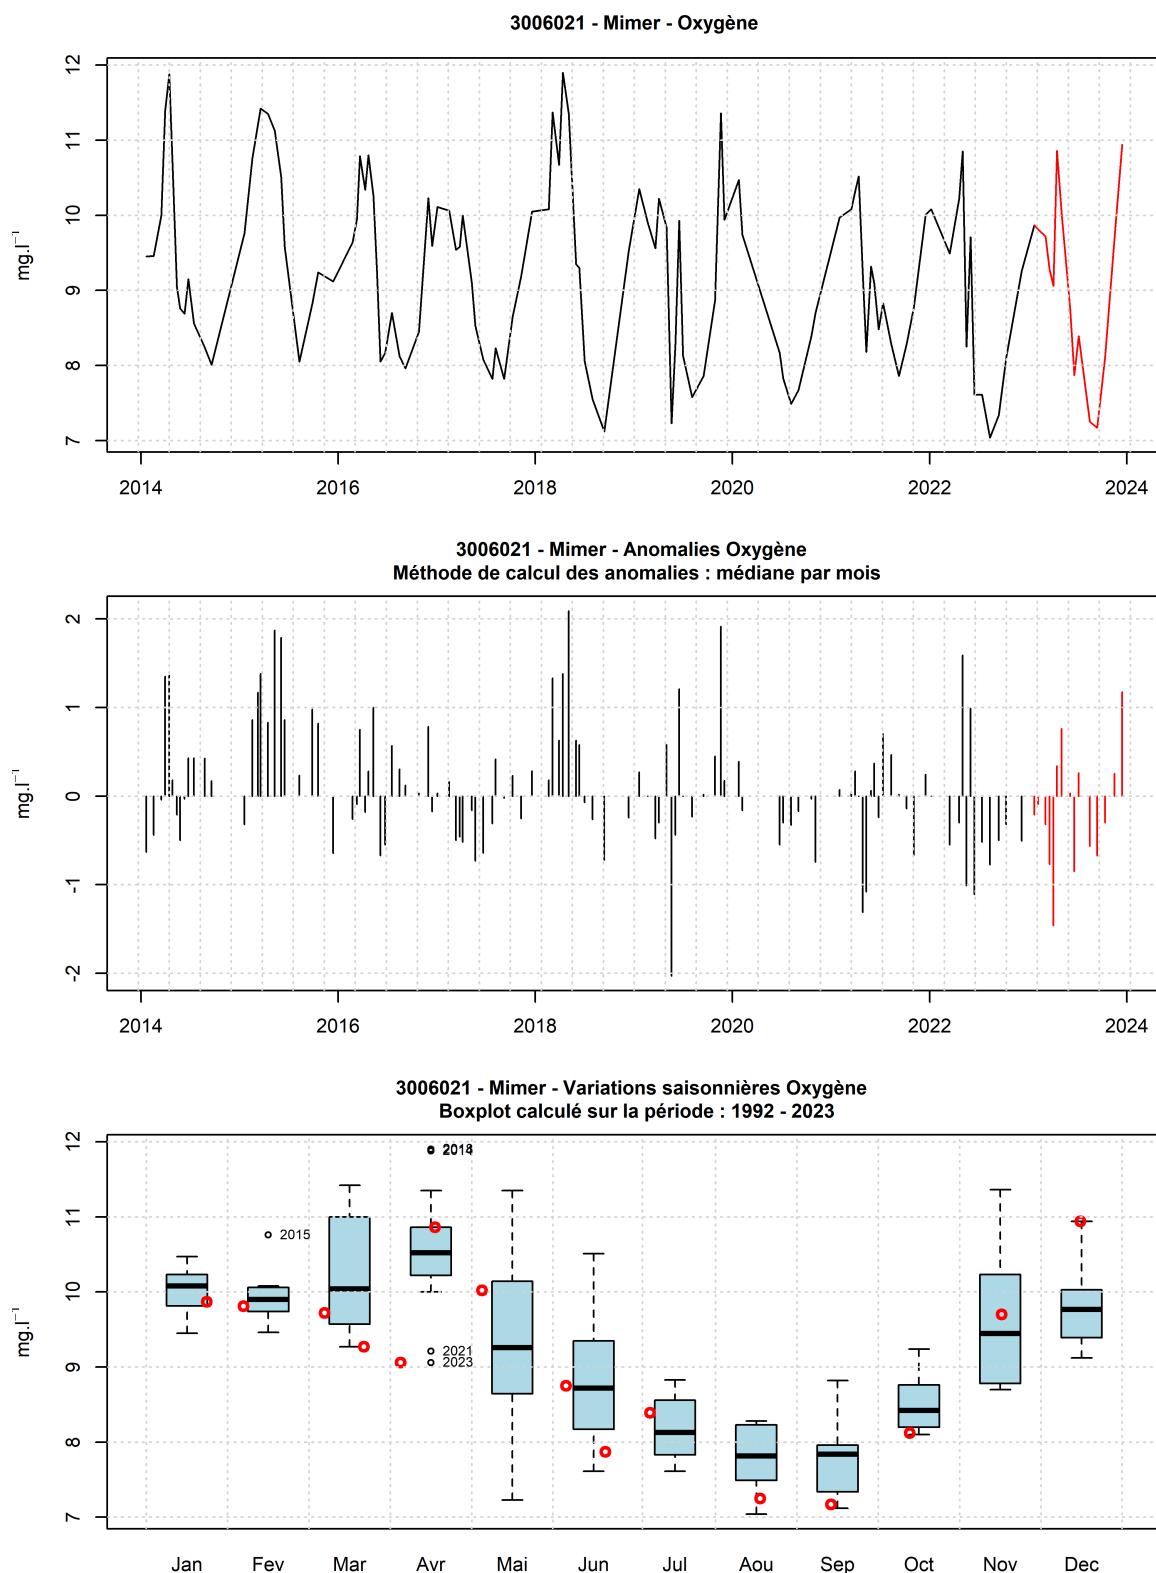 3006021 - Mimer - Oxygène
12
11
10
9
8
7
mg.l⁻¹
2014 2016 2018 2020 2022 2024
3006021 - Mimer - Anomalies Oxygène
Méthode de calcul des anomalies : médiane par mois
2
1
0
-1
-2
mg.l⁻¹
2014 2016 2018 2020 2022 2024
3006021 - Mimer - Variations saisonnières Oxygène
Boxplot calculé sur la période : 1992 - 2023
12
11
10
9
8
7
mg.l⁻¹
2015
2021
2023
Jan Fev Mar Avr Mai Jun Jul Aou Sep Oct Nov Dec